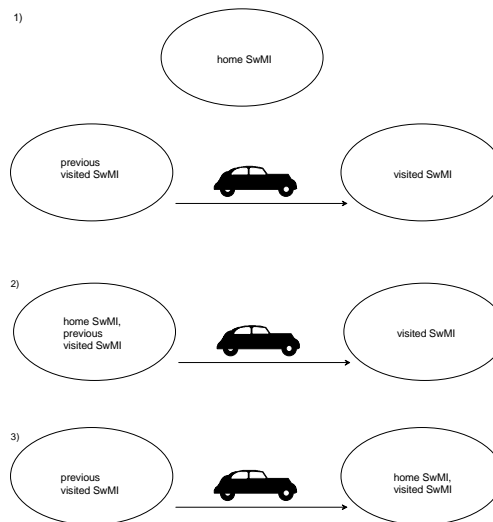 1)
home SwMI
previous
visited SwMI
visited SwMI
2)
home SwMI,
previous
visited SwMI
visited SwMI
3)
previous
visited SwMI
home SwMI,
visited SwMI